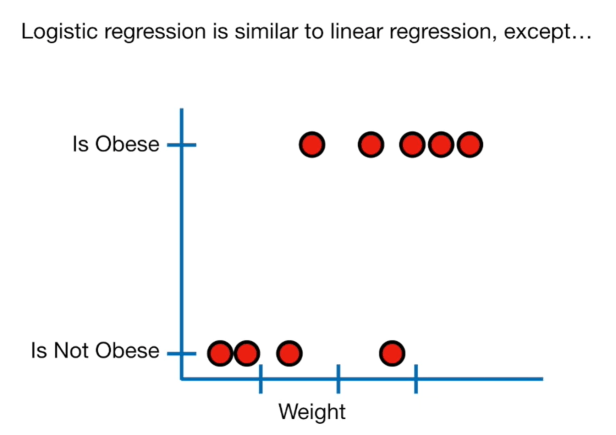 Logistic regression is similar to linear regression, except…
Is Obese
Is Not Obese
Weight